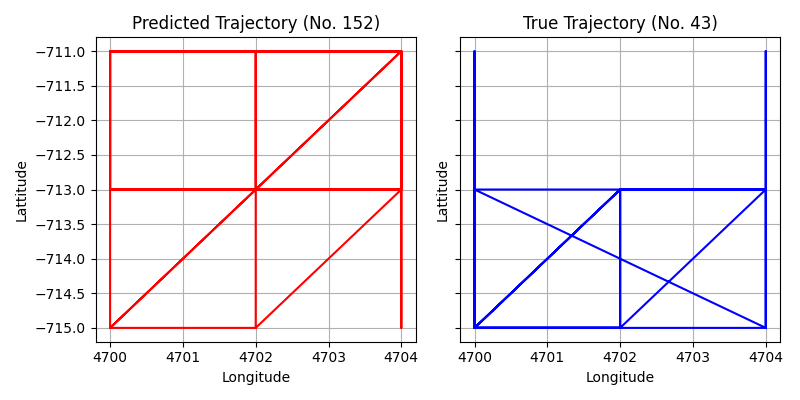 Predicted Trajectory (No. 152)
True Trajectory (No. 43)
−711.0
−711.5
−712.0
−712.5
−713.0
−713.5
−714.0
−714.5
−715.0
Lattitude
Lattitude
4700 4701 4702 4703 4704
4700 4701 4702 4703 4704
Longitude
Longitude